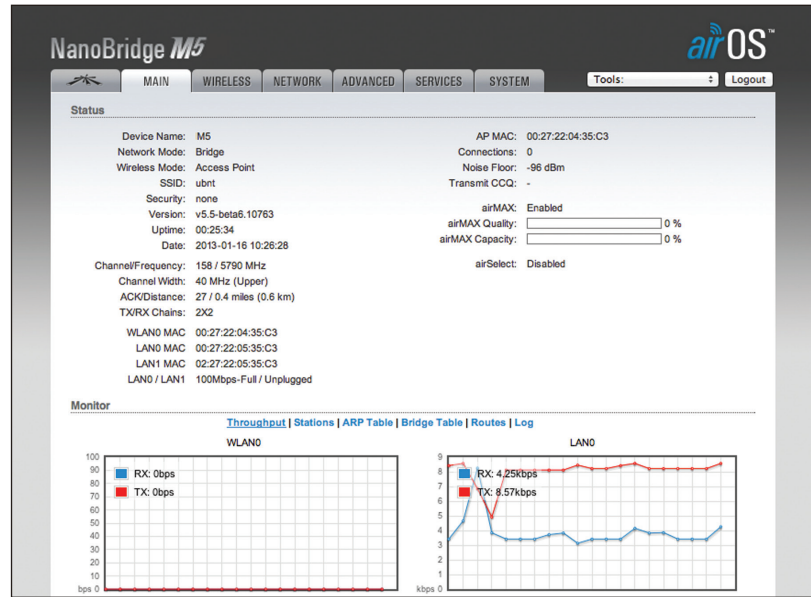 NanoBridge M5
airOS™
MAIN WIRELESS NETWORK ADVANCED SERVICES SYSTEM Tools: Logout
Status
Device Name: M5
Network Mode: Bridge
Wireless Mode: Access Point
SSID: ubnt
Security: none
Version: v5.5-beta6.10763
Uptime: 00:25:34
Date: 2013-01-16 10:26:28
Channel/Frequency: 158 / 5790 MHz
Channel Width: 40 MHz (Upper)
ACK/Distance: 27 / 0.4 miles (0.6 km)
TX/RX Chains: 2X2
WLAN0 MAC 00:27:22:04:35:C3
LAN0 MAC 00:27:22:05:35:C3
LAN1 MAC 02:27:22:05:35:C3
LAN0 / LAN1 100Mbps-Full / Unplugged
AP MAC: 00:27:22:04:35:C3
Connections: 0
Noise Floor: -96 dBm
Transmit CCQ: -
airMAX: Enabled
airMAX Quality: 0 %
airMAX Capacity: 0 %
airSelect: Disabled
Monitor
Throughput | Stations | ARP Table | Bridge Table | Routes | Log
WLAN0
100
90
80
70
60
50
40
30
20
10
bps 0
RX: 0bps
TX: 0bps
LAN0
9
8
7
6
5
4
3
2
1
kbps 0
RX: 4.25kbps
TX: 8.57kbps